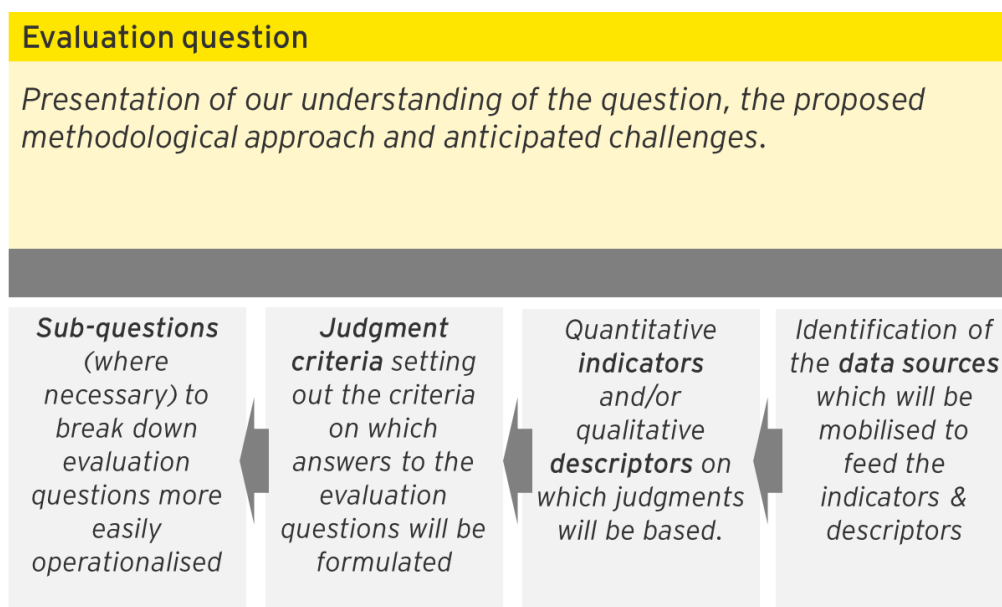 Evaluation question
Presentation of our understanding of the question, the proposed
methodological approach and anticipated challenges.
Sub-questions
(where
necessary) to
break down
evaluation
questions more
easily
operationalised
Judgment
criteria setting
out the criteria
on which
answers to the
evaluation
questions will be
formulated
Quantitative
indicators
and/or
qualitative
descriptors on
which judgments
will be based.
Identification of
the data sources
which will be
mobilised to
feed the
indicators &
descriptors